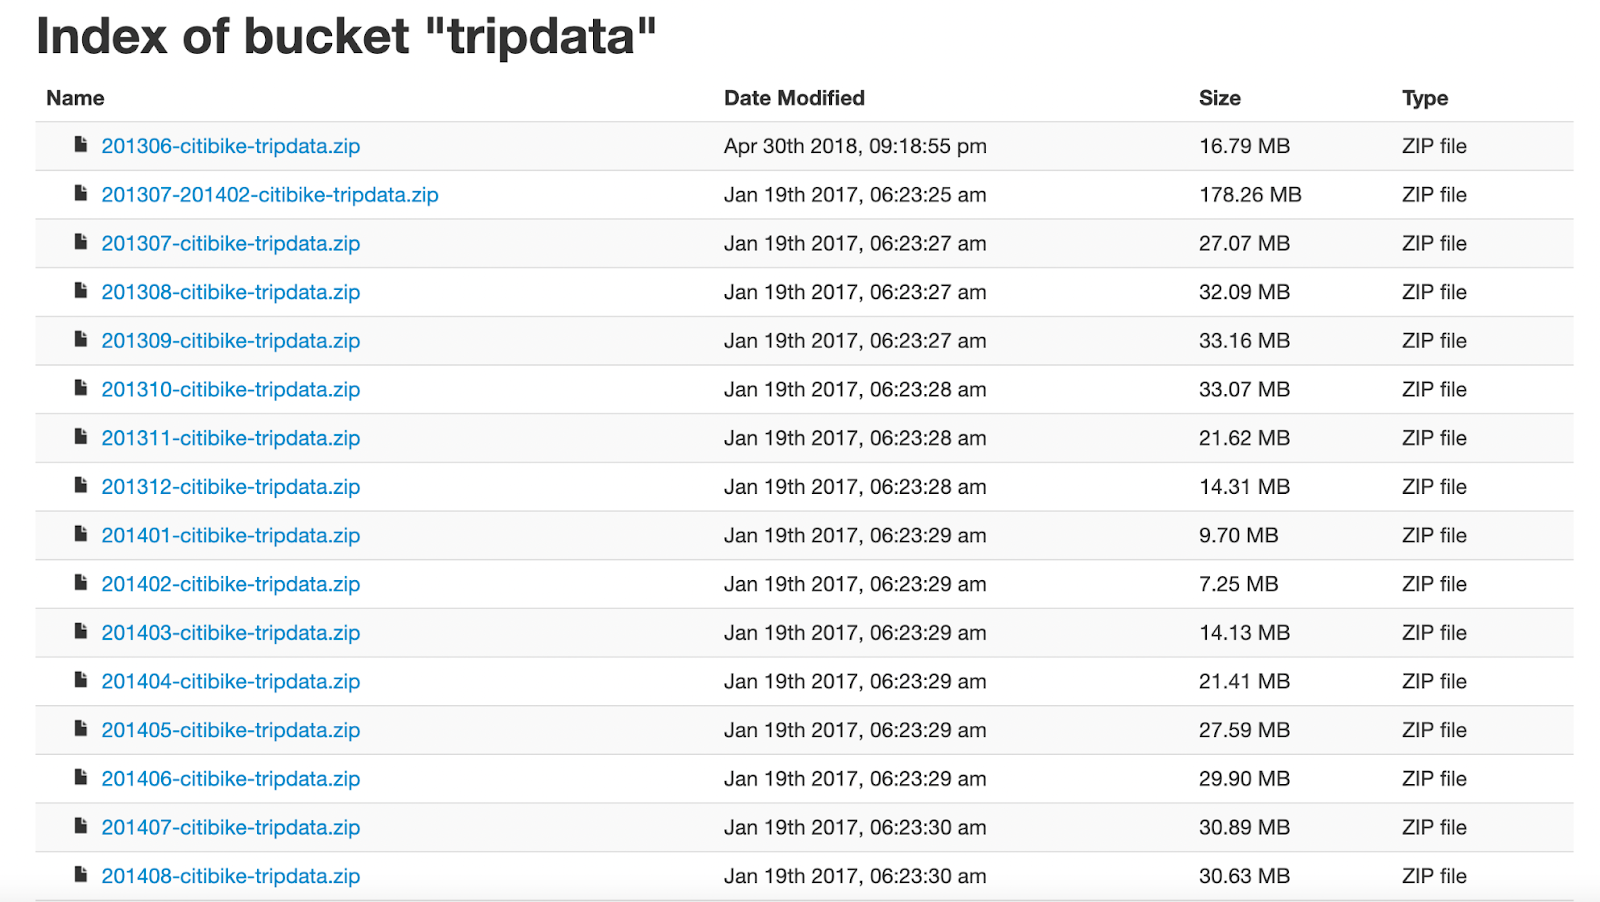 Index of bucket "tripdata"
Name Date Modified Size Type
201306-citibike-tripdata.zip Apr 30th 2018, 09:18:55 pm 16.79 MB ZIP file
201307-201402-citibike-tripdata.zip Jan 19th 2017, 06:23:25 am 178.26 MB ZIP file
201307-citibike-tripdata.zip Jan 19th 2017, 06:23:27 am 27.07 MB ZIP file
201308-citibike-tripdata.zip Jan 19th 2017, 06:23:27 am 32.09 MB ZIP file
201309-citibike-tripdata.zip Jan 19th 2017, 06:23:27 am 33.16 MB ZIP file
201310-citibike-tripdata.zip Jan 19th 2017, 06:23:28 am 33.07 MB ZIP file
201311-citibike-tripdata.zip Jan 19th 2017, 06:23:28 am 21.62 MB ZIP file
201312-citibike-tripdata.zip Jan 19th 2017, 06:23:28 am 14.31 MB ZIP file
201401-citibike-tripdata.zip Jan 19th 2017, 06:23:29 am 9.70 MB ZIP file
201402-citibike-tripdata.zip Jan 19th 2017, 06:23:29 am 7.25 MB ZIP file
201403-citibike-tripdata.zip Jan 19th 2017, 06:23:29 am 14.13 MB ZIP file
201404-citibike-tripdata.zip Jan 19th 2017, 06:23:29 am 21.41 MB ZIP file
201405-citibike-tripdata.zip Jan 19th 2017, 06:23:29 am 27.59 MB ZIP file
201406-citibike-tripdata.zip Jan 19th 2017, 06:23:29 am 29.90 MB ZIP file
201407-citibike-tripdata.zip Jan 19th 2017, 06:23:30 am 30.89 MB ZIP file
201408-citibike-tripdata.zip Jan 19th 2017, 06:23:30 am 30.63 MB ZIP file